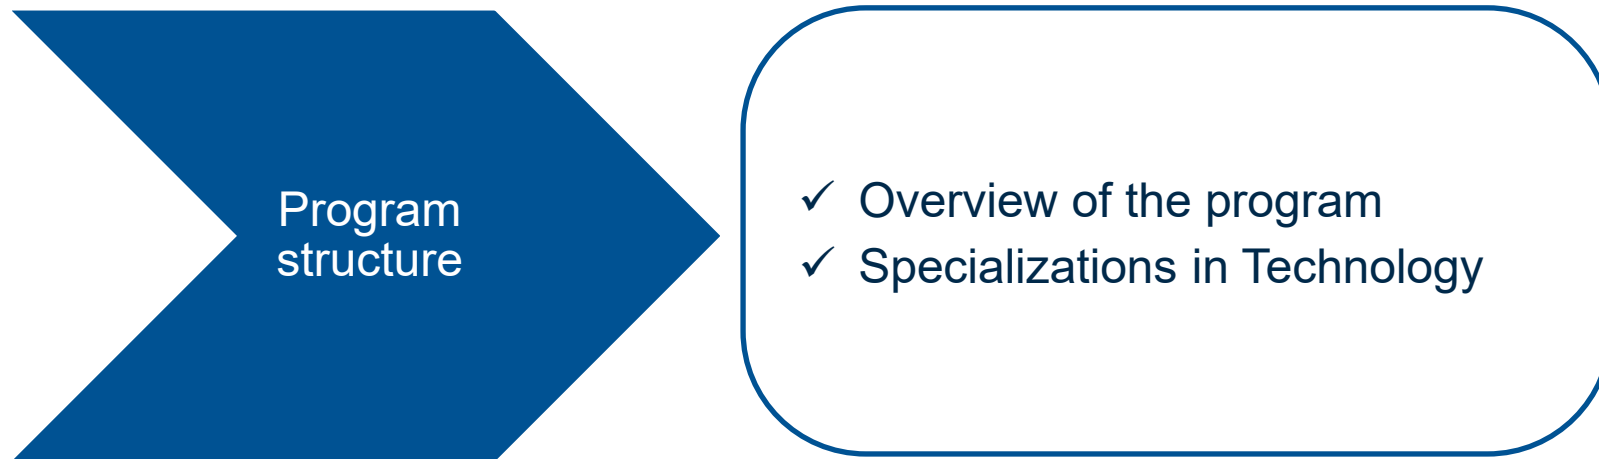 Program
structure
✓ Overview of the program
✓ Specializations in Technology